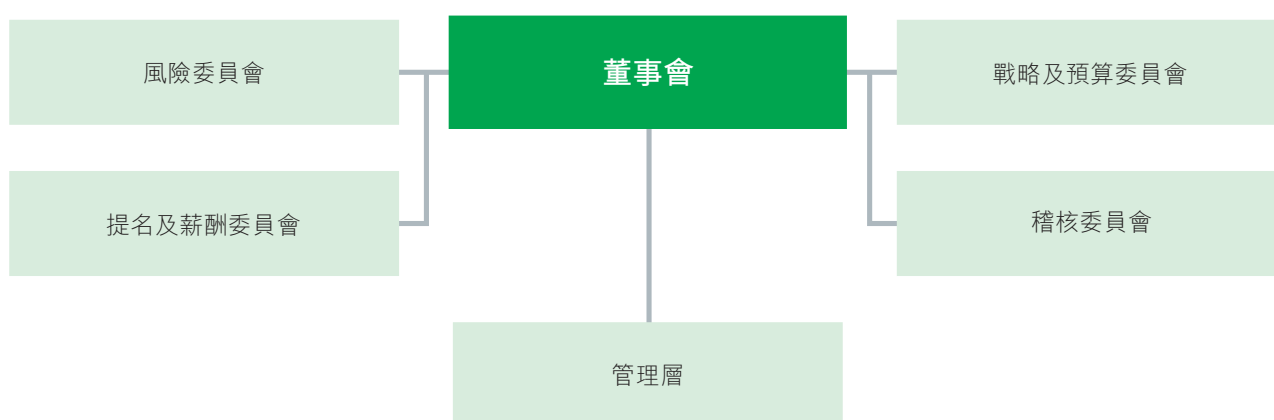 董事會
風險委員會
戰略及預算委員會
提名及薪酬委員會
稽核委員會
管理層